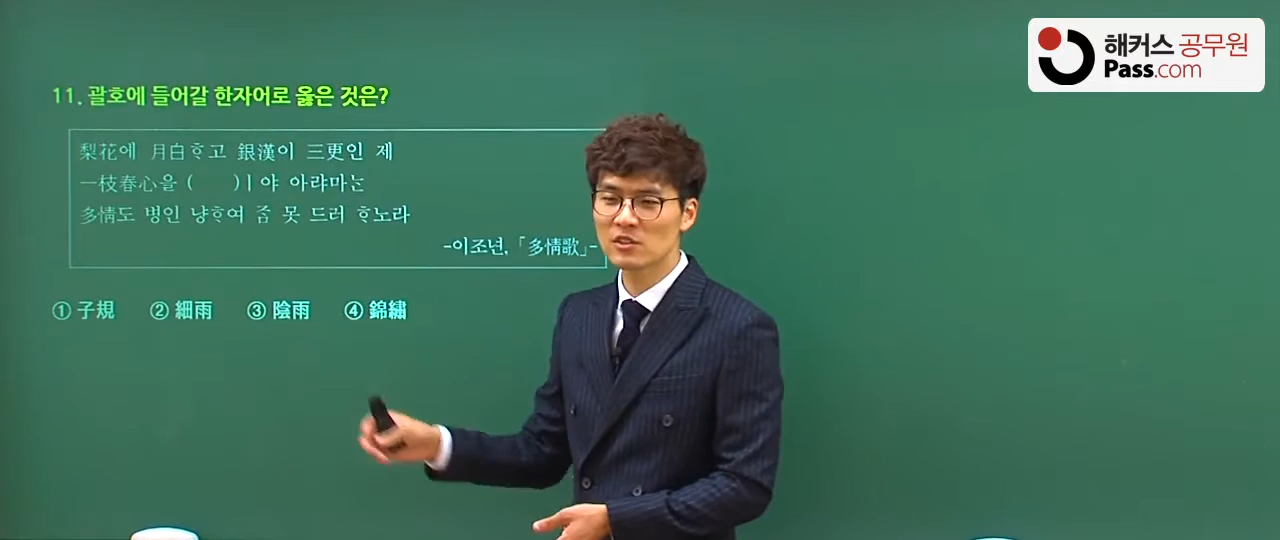 해커스 공무원
Pass.com
11. 괄호에 들어갈 한자어로 옳은 것은?
梨花에 月白ᄒᆞ고 銀漢이 三更인 제
一枝春心을 (      )ㅣ야 아랴마ᄂᆞᆫ
多情도 병인 냥ᄒᆞ여 ᄌᆞᆷ 못 드러 ᄒᆞ노라
-이조년, 「多情歌」-
① 子規 ② 細雨 ③ 陰雨 ④ 錦繡